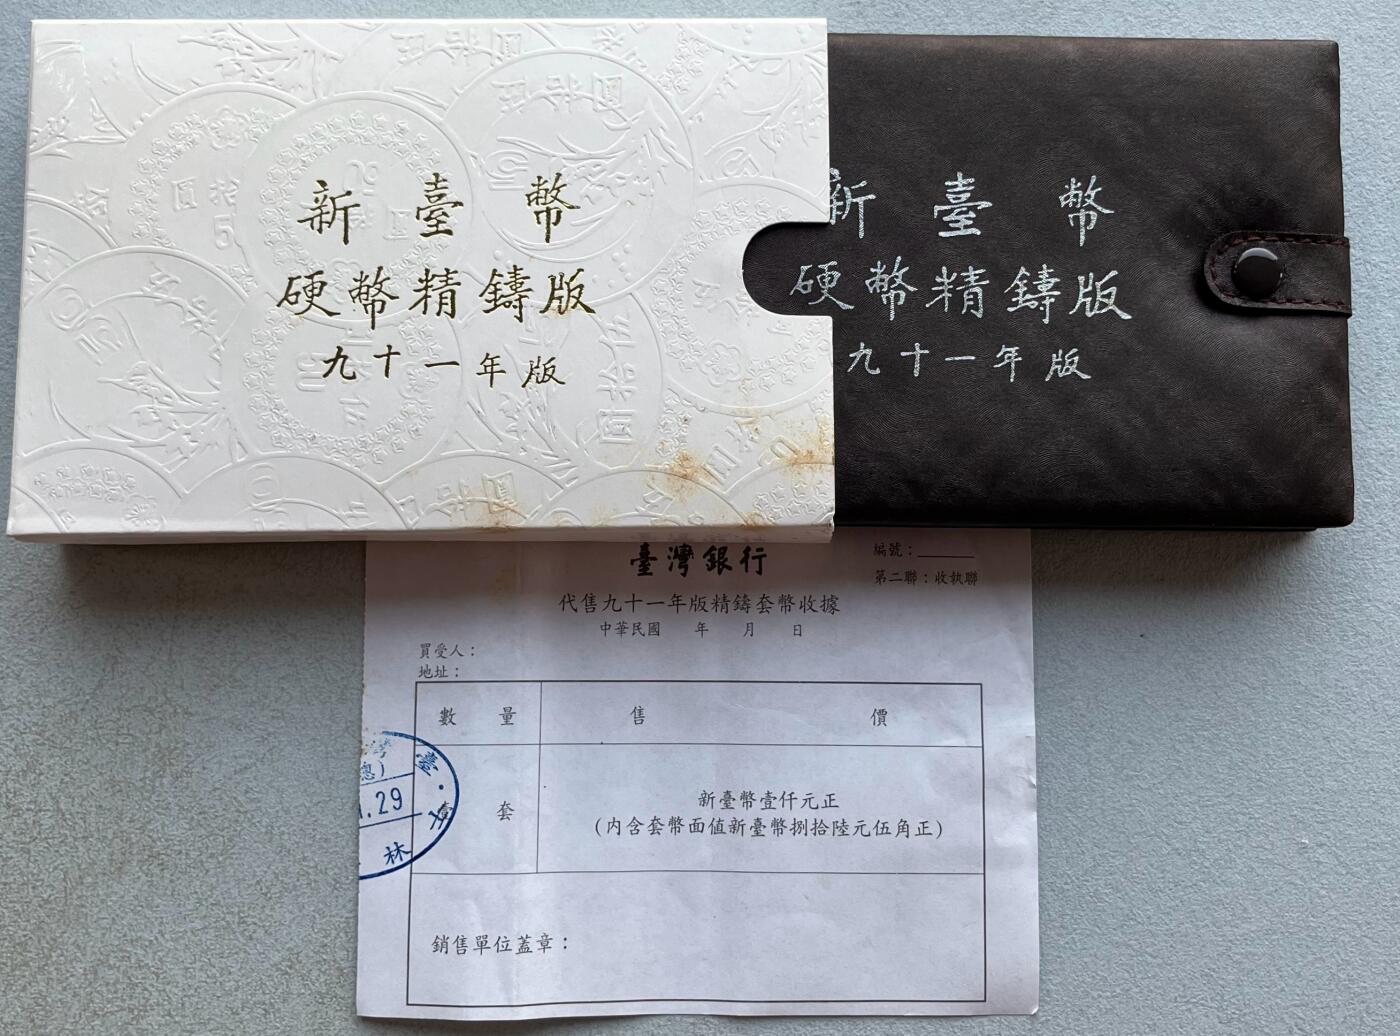 新臺幣
硬幣精鑄版
九十一年版
新臺幣
硬幣精鑄版
九十一年版
臺灣銀行
編號：
第二聯：收執聯
代售九十一年版精鑄套幣收據
中華民國 年 月 日
買受人：
地址：
數量 售價
壹套 新臺幣壹仟元正
(內含套幣面值新臺幣捌拾陸元伍角正)
銷售單位蓋章：
灣 臺
.29
林